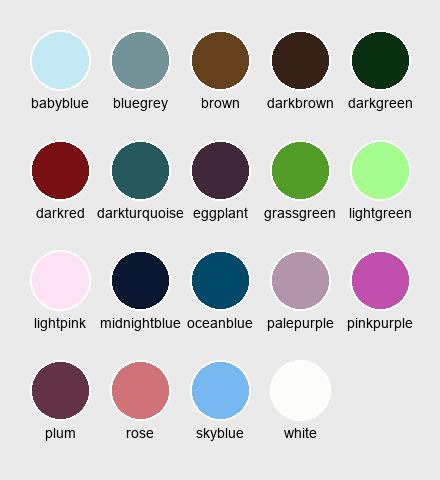 babyblue bluegrey brown darkbrown darkgreen
darkred darkturquoise eggplant grassgreen lightgreen
lightpink midnightblue oceanblue palepurple pinkpurple
plum rose skyblue white